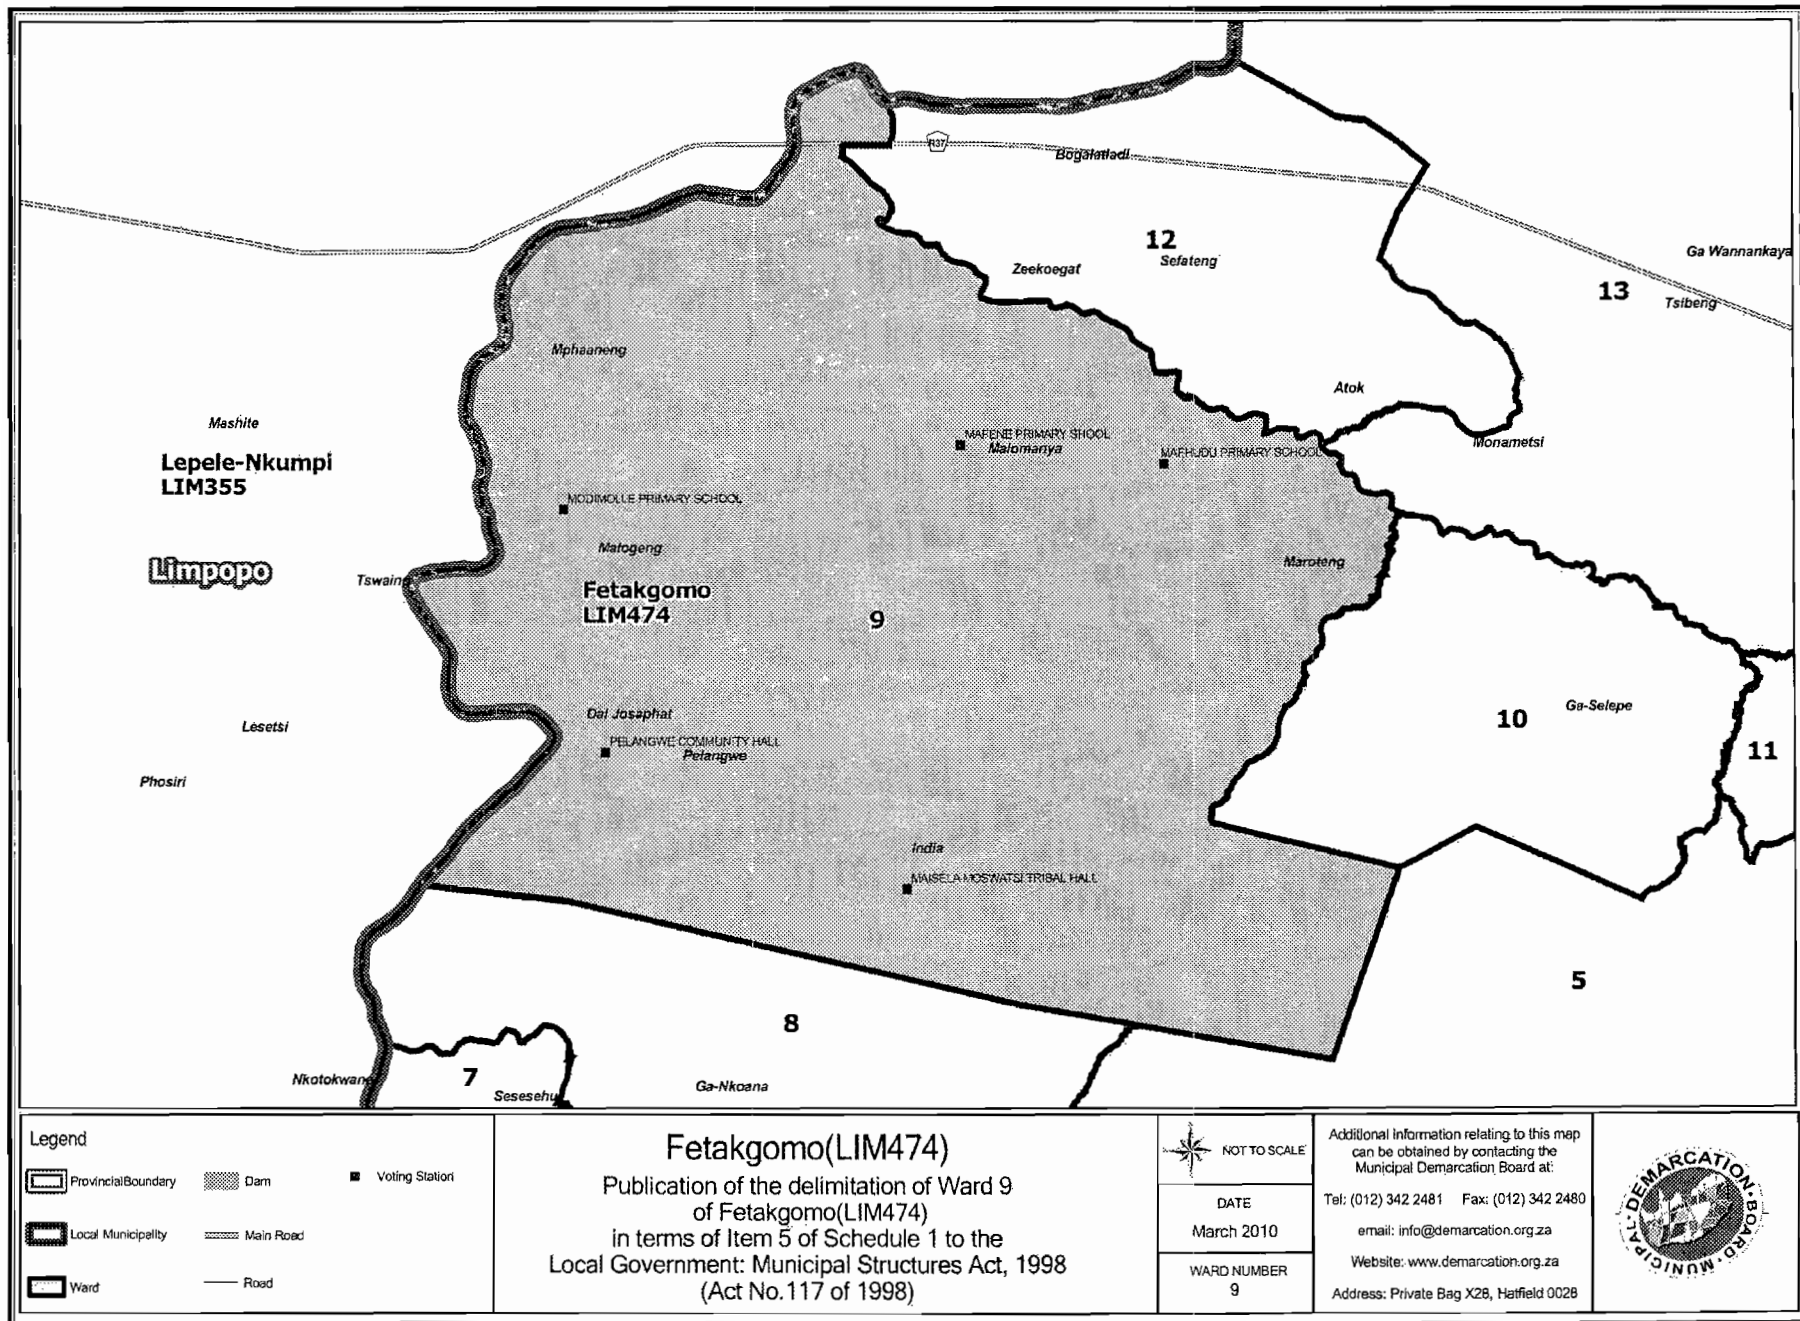 R37
Bogalatladi
12
Sefateng
Zeekoegat
Ga Wannankaya
13
Tsibeng
Mphaaneng
Atok
Mashite
Monametsi
MAFENE PRIMARY SHOOL
Malomanya
MAFHUDU PRIMARY SCHOOL
Lepele-Nkumpi
LIM355
MODIMOLLE PRIMARY SCHOOL
Malogeng
Maroteng
Limpopo
Tswaing
Fetakgomo
LIM474
9
Dal Josaphat
Ga-Selepe
10
Lesetsi
PELANGWE COMMUNITY HALL
Pelangwe
11
Phosiri
India
MAISELA MOSWATSI TRIBAL HALL
5
8
Nkotokwane
7
Ga-Nkoana
Sesesehu
Legend
ProvincialBoundary
Dam
Voting Station
Local Municipality
Main Road
Ward
Road
Fetakgomo(LIM474)
Publication of the delimitation of Ward 9
of Fetakgomo(LIM474)
in terms of Item 5 of Schedule 1 to the
Local Government: Municipal Structures Act, 1998
(Act No.117 of 1998)
NOT TO SCALE
DATE
March 2010
WARD NUMBER
9
Additional information relating to this map
can be obtained by contacting the
Municipal Demarcation Board at:
Tel: (012) 342 2481 Fax: (012) 342 2480
email: info@demarcation.org.za
Website: www.demarcation.org.za
Address: Private Bag X28, Hatfield 0028
MUNICIPAL DEMARCATION BOARD